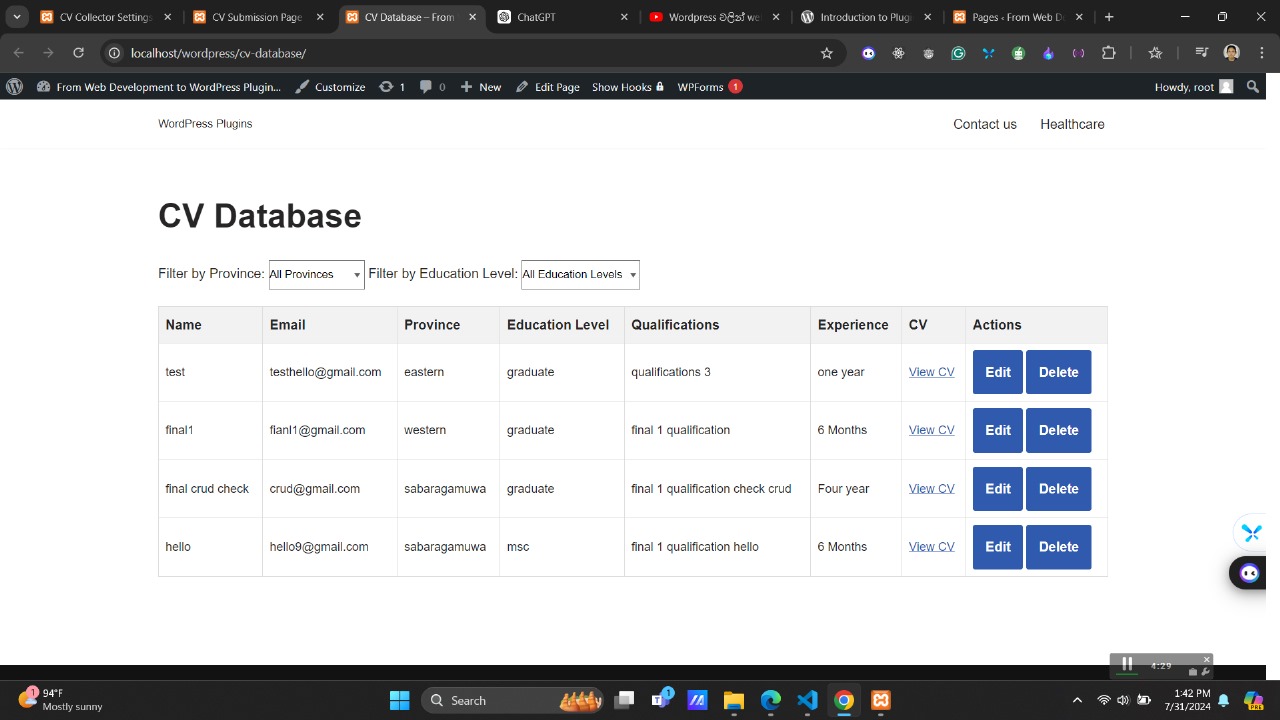 CV Collector Settings
CV Submission Page
CV Database – From
ChatGPT
Wordpress වලින් we
Introduction to Plugi
Pages ‹ From Web D
localhost/wordpress/cv-database/
From Web Development to WordPress Plugin... Customize 1 0 New Edit Page Show Hooks WPForms 1 Howdy, root
WordPress Plugins Contact us Healthcare
CV Database
Filter by Province: All Provinces Filter by Education Level: All Education Levels
Name Email Province Education Level Qualifications Experience CV Actions
test testhello@gmail.com eastern graduate qualifications 3 one year View CV Edit Delete
final1 fianl1@gmail.com western graduate final 1 qualification 6 Months View CV Edit Delete
final crud check crud@gmail.com sabaragamuwa graduate final 1 qualification check crud Four year View CV Edit Delete
hello hello9@gmail.com sabaragamuwa msc final 1 qualification hello 6 Months View CV Edit Delete
4:29
1 94°F
Mostly sunny
Search
1
1:42 PM
7/31/2024
PRE